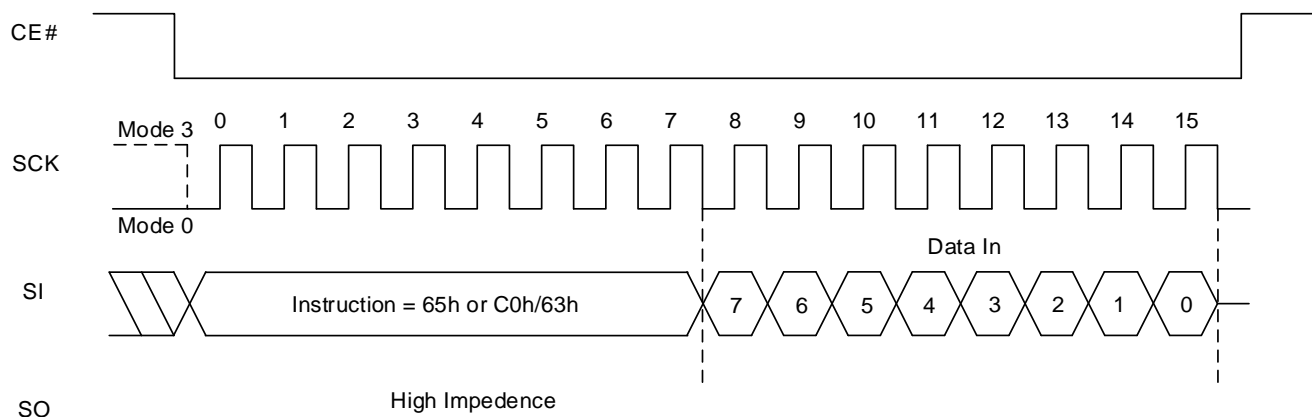 CE#
Mode 3
0 1 2 3 4 5 6 7 8 9 10 11 12 13 14 15
SCK
Mode 0
Data In
SI
Instruction = 65h or C0h/63h
7 6 5 4 3 2 1 0
High Impedence
SO